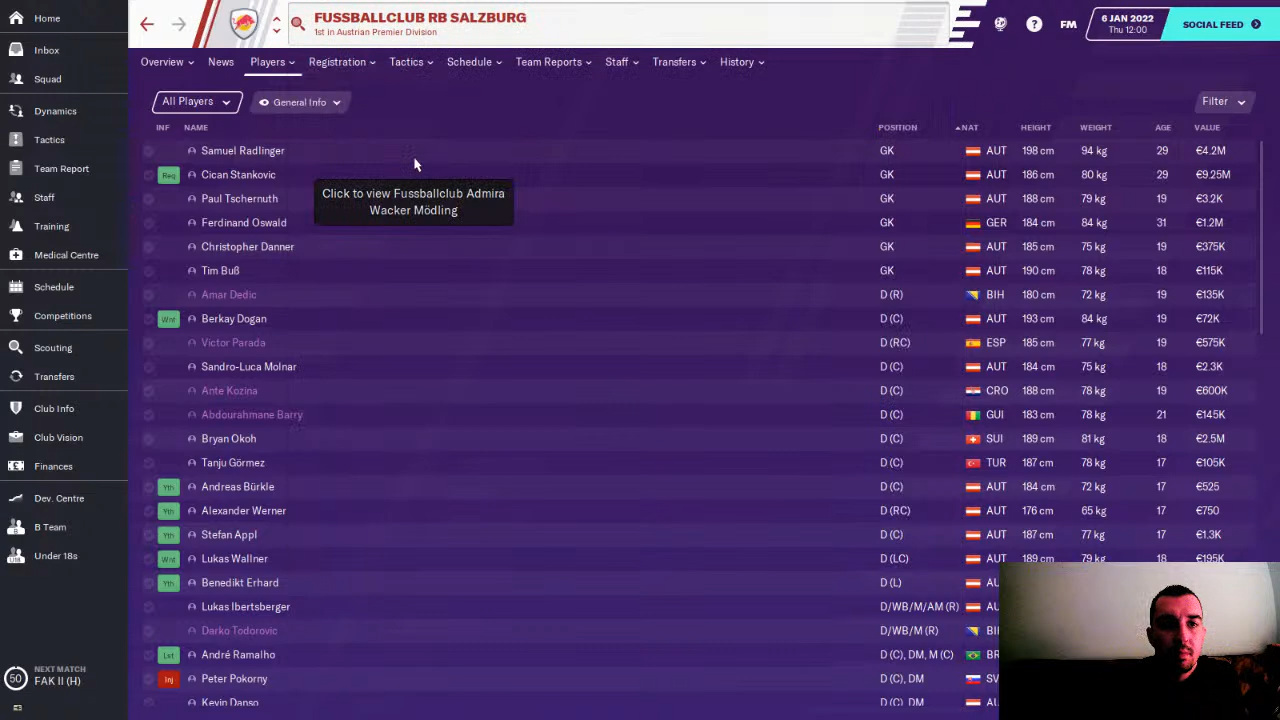 Home
Inbox
Squad
Dynamics
Tactics
Team Report
Staff
Training
Medical Centre
Schedule
Competitions
Scouting
Transfers
Club Info
Club Vision
Finances
Dev. Centre
B Team
Under 18s
50 NEXT MATCH
FAK II (H)
FUSSBALLCLUB RB SALZBURG
1st in Austrian Premier Division
? FM 6 JAN 2022
Thu 12:00
SOCIAL FEED
Overview News Players Registration Tactics Schedule Team Reports Staff Transfers History
All Players General Info Filter
INF NAME POSITION NAT HEIGHT WEIGHT AGE VALUE
Samuel Radlinger GK AUT 198 cm 94 kg 29 €4.2M
Req Cican Stankovic GK AUT 186 cm 80 kg 29 €9.25M
Paul Tschernuth GK AUT 188 cm 79 kg 19 €3.2K
Ferdinand Oswald GK GER 184 cm 84 kg 31 €1.2M
Christopher Danner GK AUT 185 cm 75 kg 19 €375K
Tim Buß GK AUT 190 cm 78 kg 18 €115K
Amar Dedic D (R) BIH 180 cm 72 kg 19 €135K
Wnt Berkay Dogan D (C) AUT 193 cm 84 kg 19 €72K
Victor Parada D (RC) ESP 185 cm 77 kg 19 €575K
Sandro-Luca Molnar D (C) AUT 184 cm 75 kg 18 €2.3K
Ante Kozina D (C) CRO 188 cm 78 kg 19 €600K
Abdourahmane Barry D (C) GUI 183 cm 78 kg 21 €145K
Bryan Okoh D (C) SUI 189 cm 81 kg 18 €2.5M
Tanju Görmez D (C) TUR 187 cm 78 kg 17 €105K
Yth Andreas Bürkle D (C) AUT 184 cm 72 kg 17 €525
Yth Alexander Werner D (RC) AUT 176 cm 65 kg 17 €750
Yth Stefan Appl D (C) AUT 187 cm 77 kg 17 €1.3K
Wnt Lukas Wallner D (LC) AUT 189 cm 79 kg 18 €195K
Yth Benedikt Erhard D (L)
Lukas Ibertsberger D/WB/M/AM (R)
Darko Todorovic D/WB/M (R)
Lst André Ramalho D (C), DM, M (C)
Inj Peter Pokorny D (C), DM
Kevin Danso D (C), DM
Click to view Fussballclub Admira
Wacker Mödling